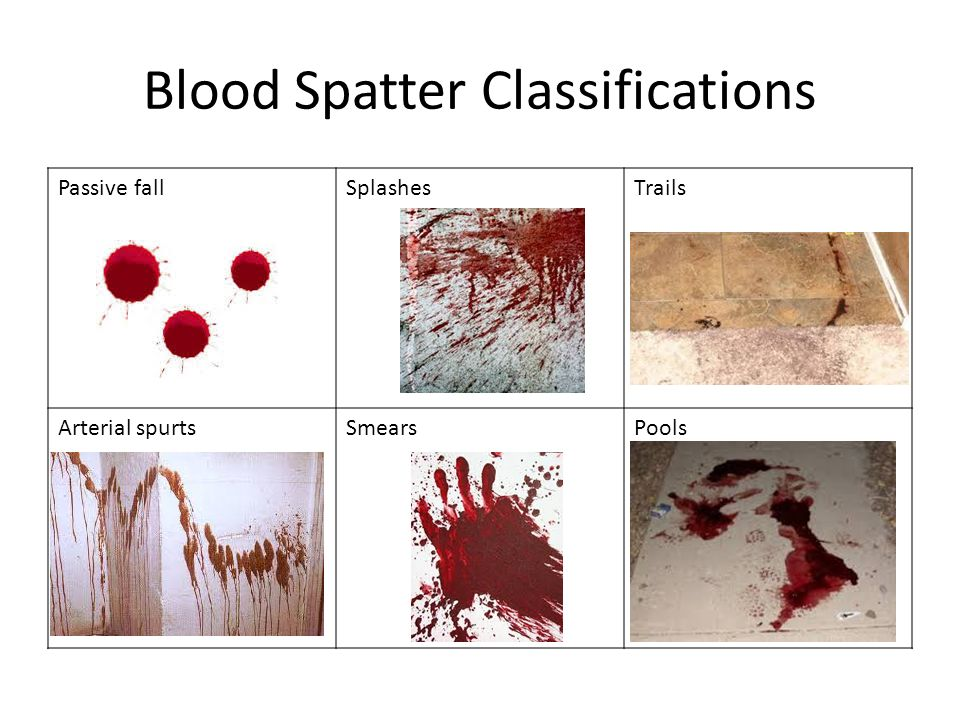 Blood Spatter Classifications
Passive fall
Splashes
Trails
Arterial spurts
Smears
Pools